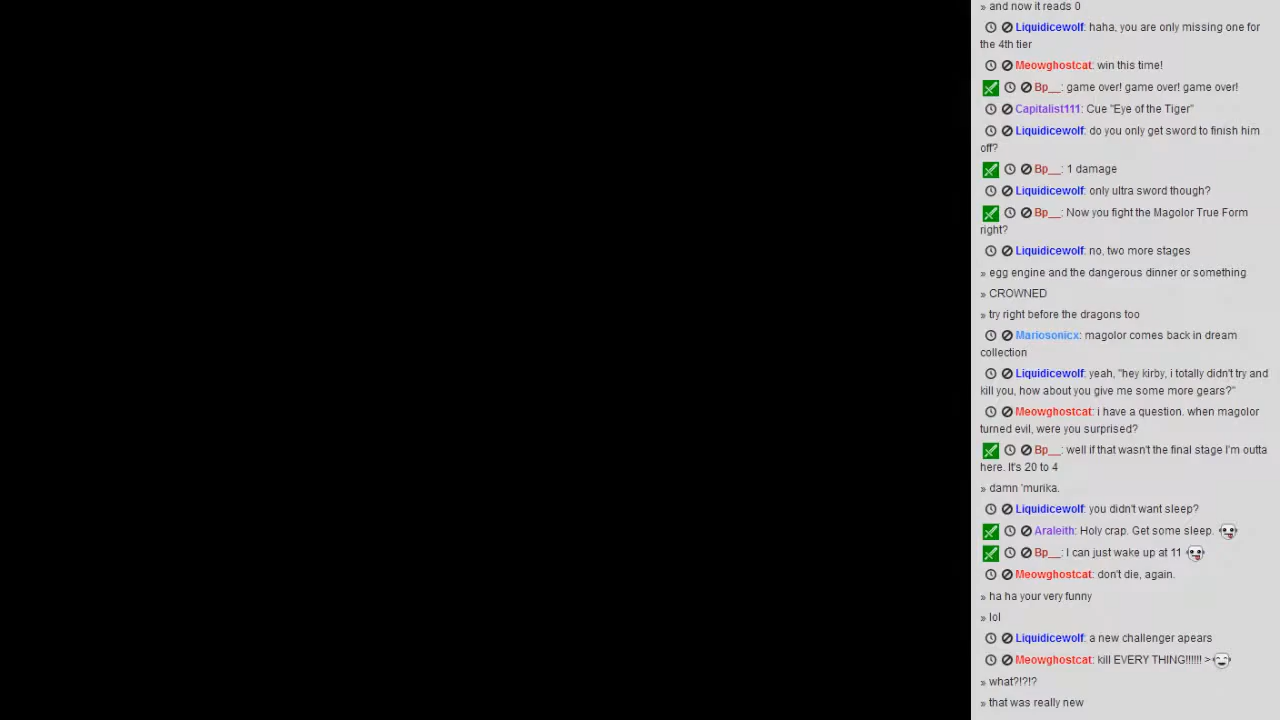 » and now it reads 0
Liquidicewolf: haha, you are only missing one for
the 4th tier
Meowghostcat: win this time!
Bp__: game over! game over! game over!
Capitalist111: Cue "Eye of the Tiger"
Liquidicewolf: do you only get sword to finish him
off?
Bp__: 1 damage
Liquidicewolf: only ultra sword though?
Bp__: Now you fight the Magolor True Form
right?
Liquidicewolf: no, two more stages
» egg engine and the dangerous dinner or something
» CROWNED
» try right before the dragons too
Mariosonicx: magolor comes back in dream
collection
Liquidicewolf: yeah, "hey kirby, i totally didn't try and
kill you, how about you give me some more gears?"
Meowghostcat: i have a question. when magolor
turned evil, were you surprised?
Bp__: well if that wasn't the final stage I'm outta
here. It's 20 to 4
» damn 'murika.
Liquidicewolf: you didn't want sleep?
Araleith: Holy crap. Get some sleep.
Bp__: I can just wake up at 11
Meowghostcat: don't die, again.
» ha ha your very funny
» lol
Liquidicewolf: a new challenger apears
Meowghostcat: kill EVERY THING!!!!!! >
» what?!?!?
» that was really new